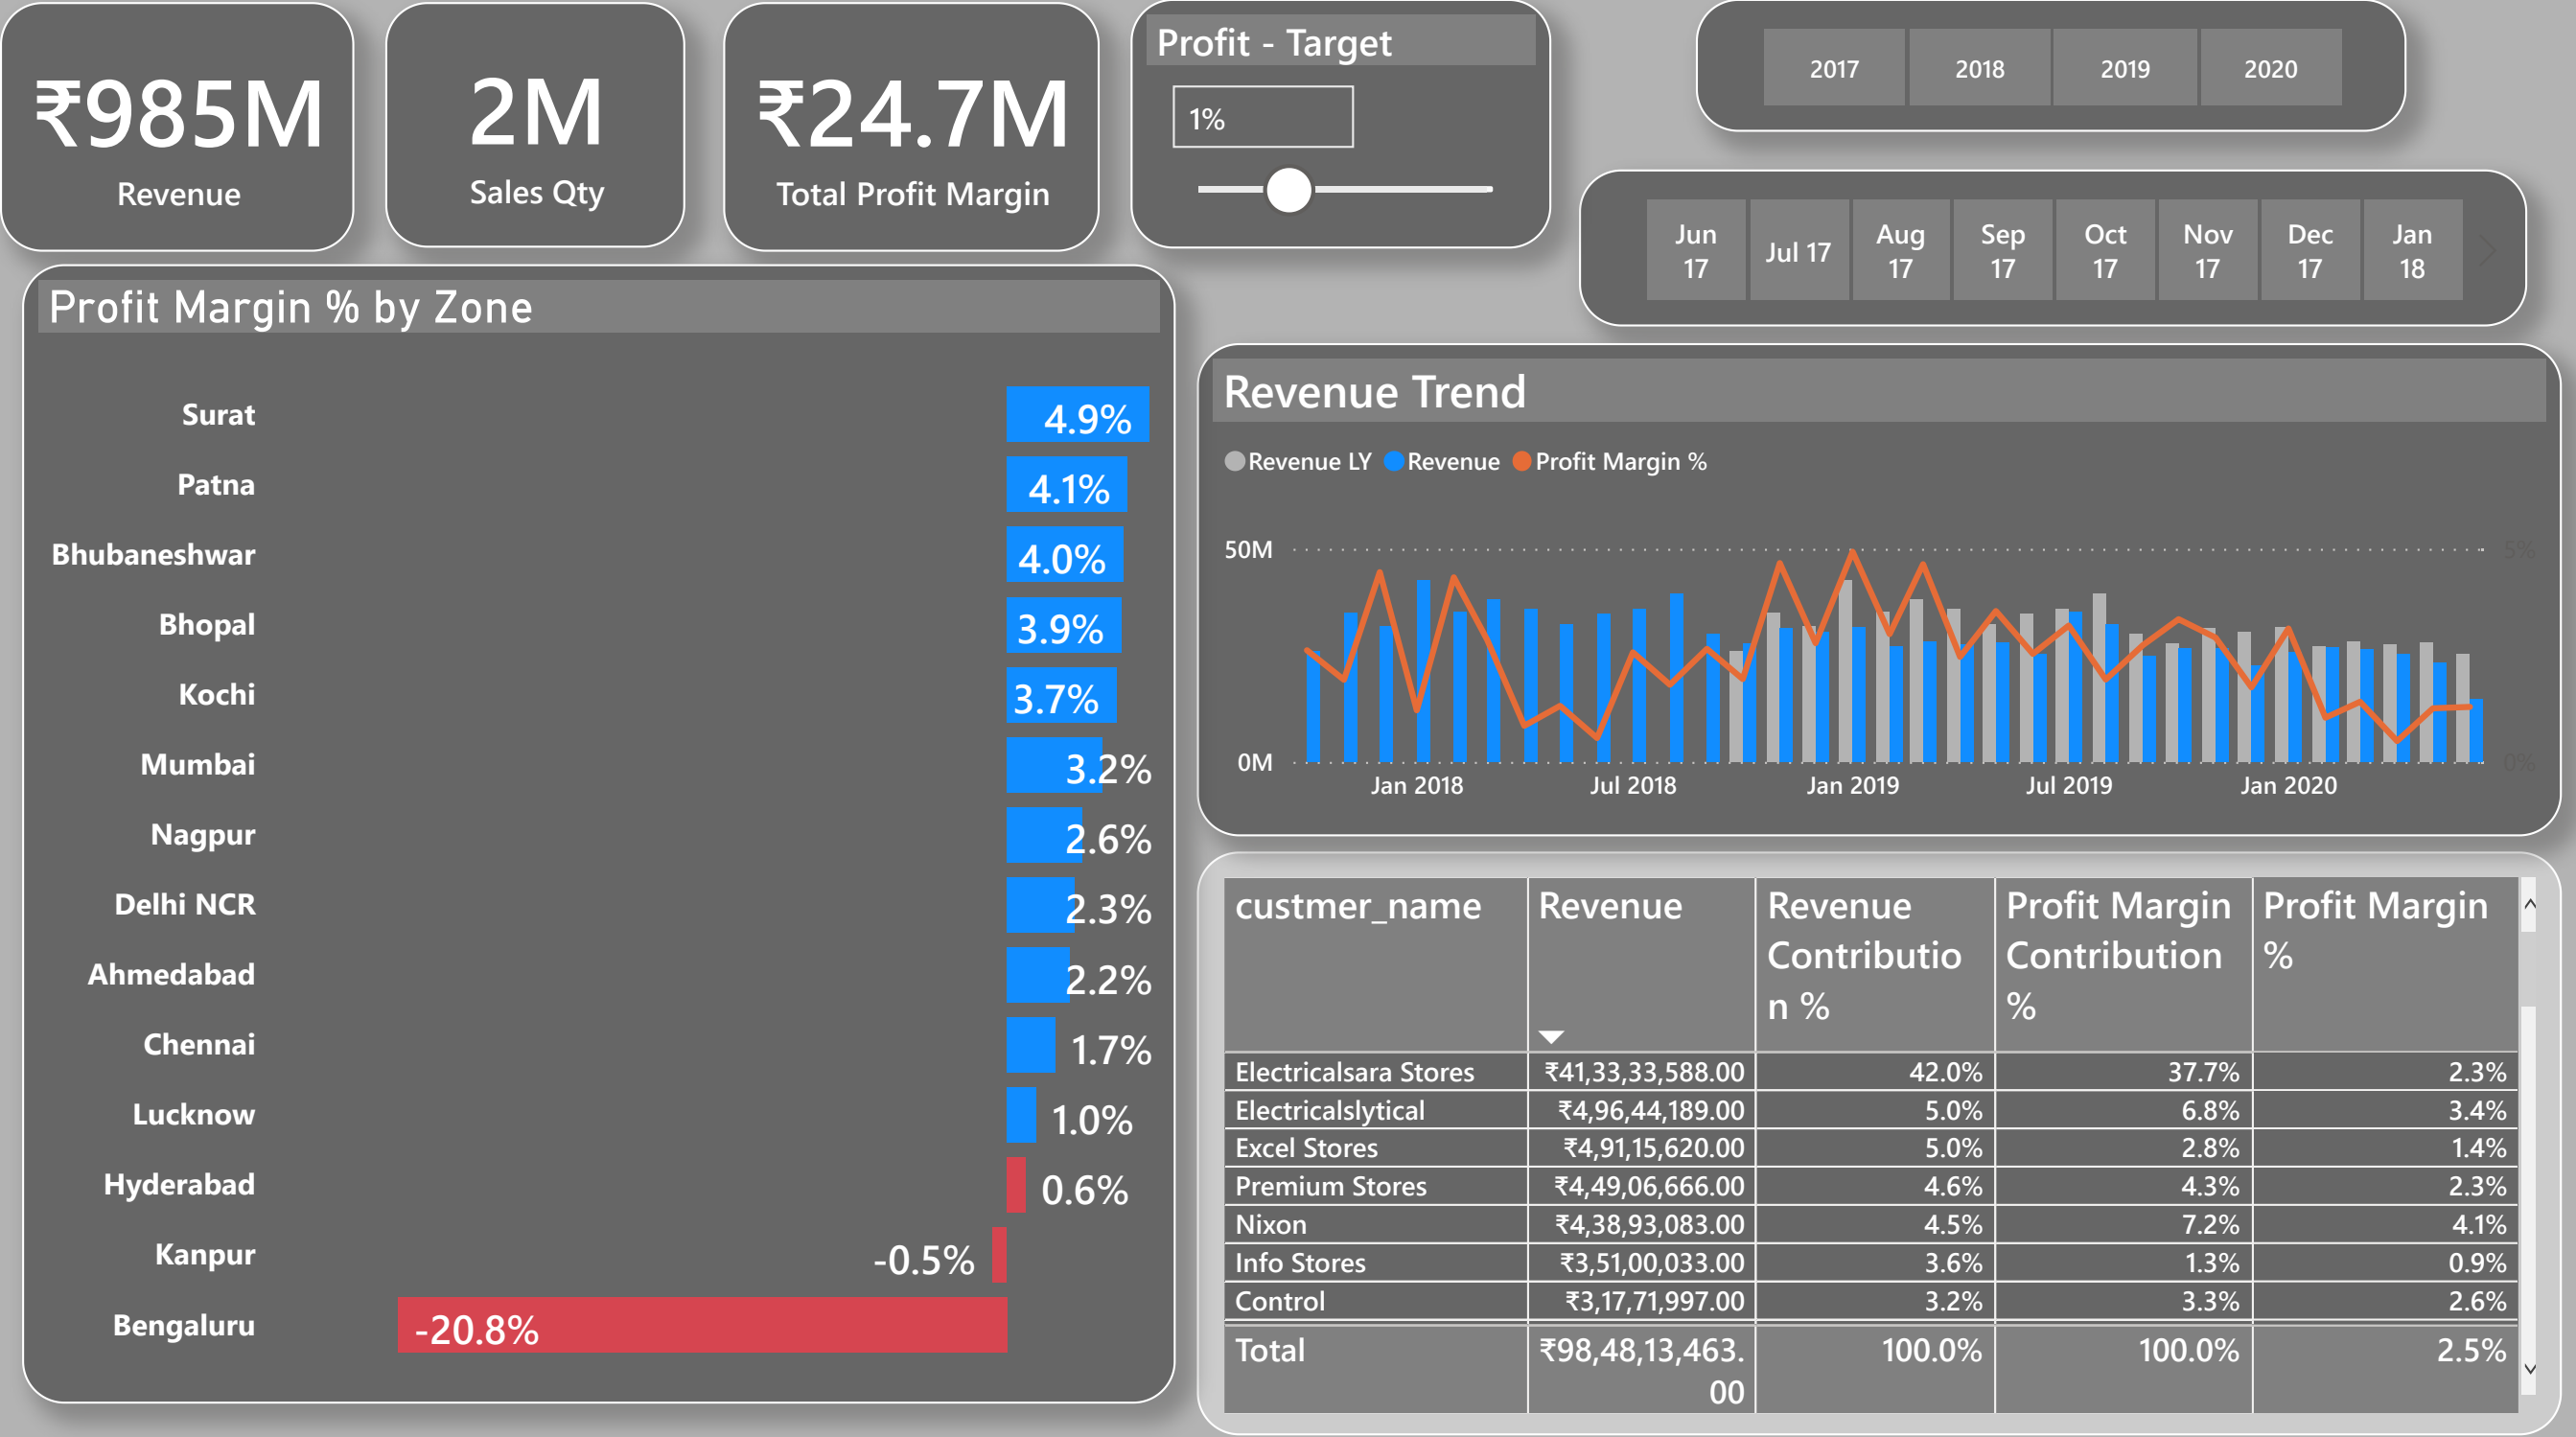 ₹985M
Revenue
2M
Sales Qty
₹24.7M
Total Profit Margin
Profit - Target
1%
2017
2018
2019
2020
Jun
17
Jul 17
Aug
17
Sep
17
Oct
17
Nov
17
Dec
17
Jan
18
Profit Margin % by Zone
Surat 4.9%
Patna 4.1%
Bhubaneshwar 4.0%
Bhopal 3.9%
Kochi 3.7%
Mumbai 3.2%
Nagpur 2.6%
Delhi NCR 2.3%
Ahmedabad 2.2%
Chennai 1.7%
Lucknow 1.0%
Hyderabad 0.6%
Kanpur -0.5%
Bengaluru -20.8%
Revenue Trend
Revenue LY Revenue Profit Margin %
50M 5%
0M 0%
Jan 2018 Jul 2018 Jan 2019 Jul 2019 Jan 2020
custmer_name
Revenue
Revenue
Contributio
n %
Profit Margin
Contribution
%
Profit Margin
%
Electricalsara Stores ₹41,33,33,588.00 42.0% 37.7% 2.3%
Electricalslytical ₹4,96,44,189.00 5.0% 6.8% 3.4%
Excel Stores ₹4,91,15,620.00 5.0% 2.8% 1.4%
Premium Stores ₹4,49,06,666.00 4.6% 4.3% 2.3%
Nixon ₹4,38,93,083.00 4.5% 7.2% 4.1%
Info Stores ₹3,51,00,033.00 3.6% 1.3% 0.9%
Control ₹3,17,71,997.00 3.2% 3.3% 2.6%
Total ₹98,48,13,463. 100.0% 100.0% 2.5%
00